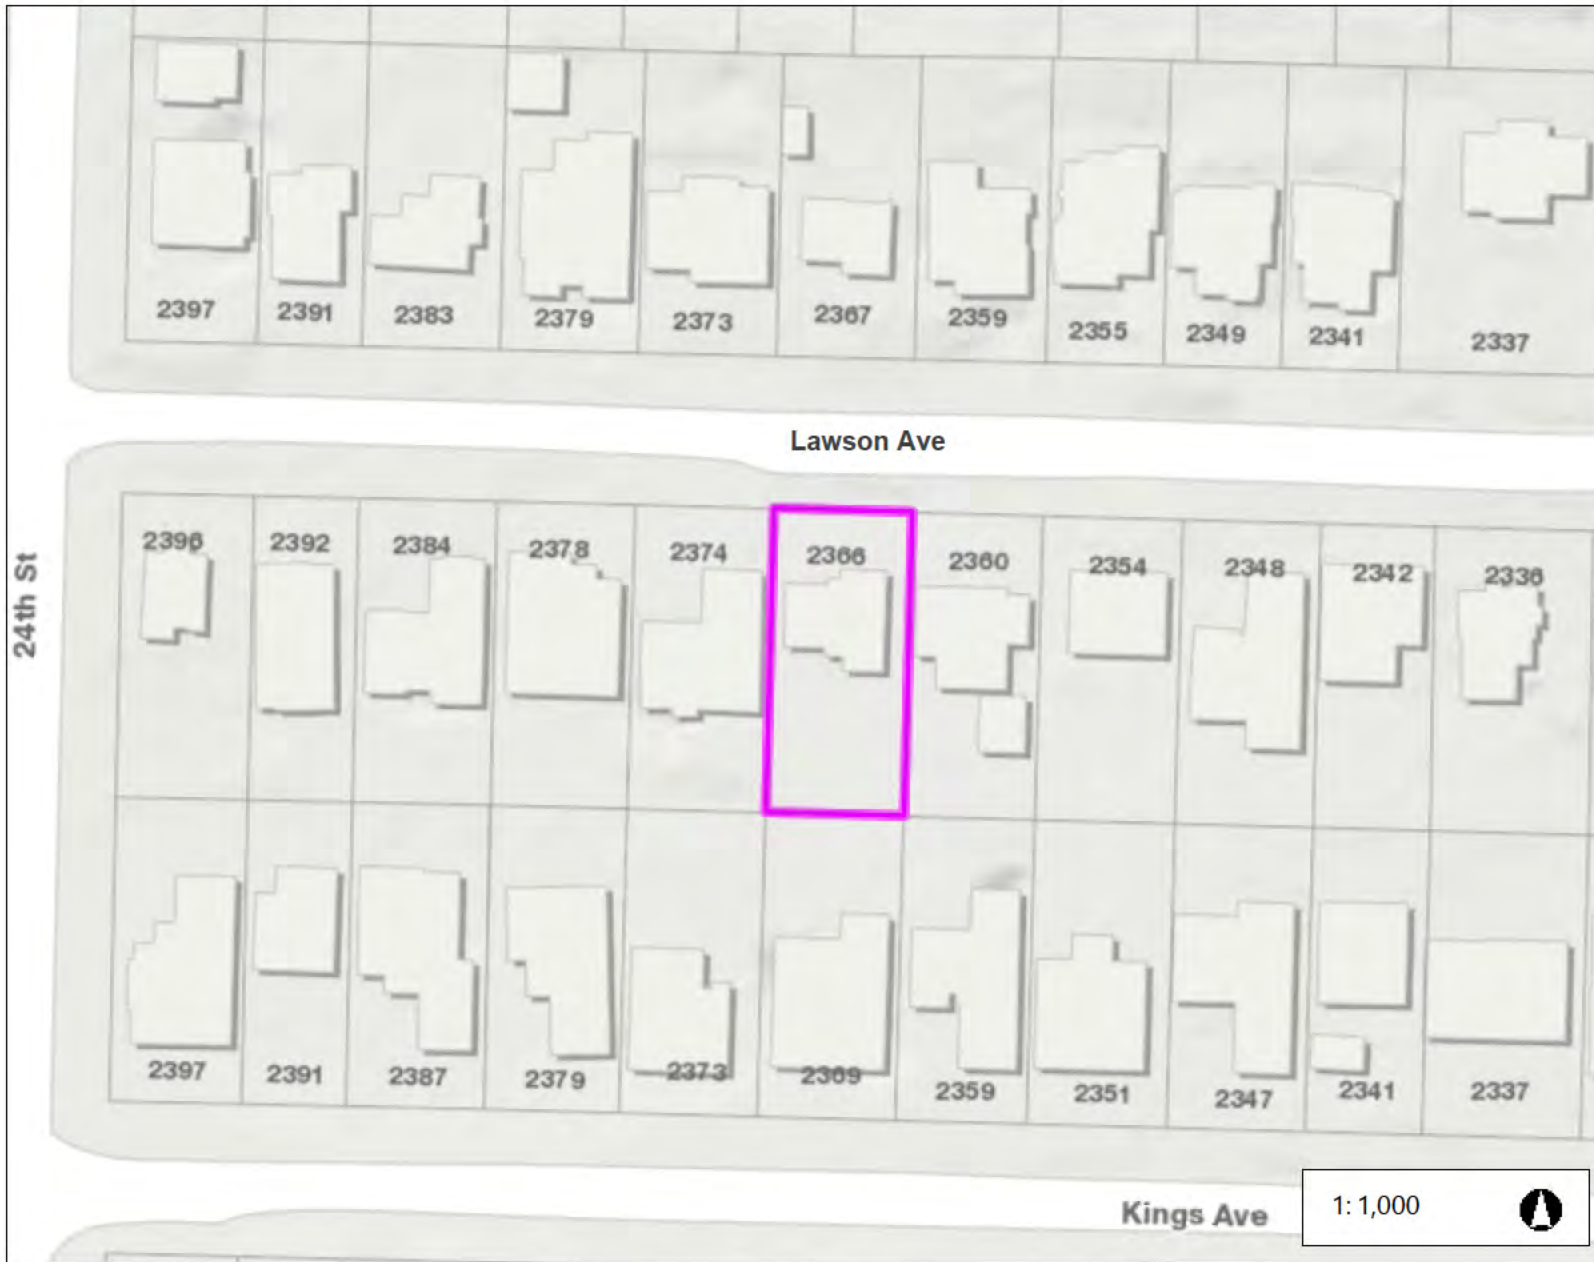 2397 2391 2383 2379 2373 2367 2359 2355 2349 2341 2337
Lawson Ave
24th St
2396 2392 2384 2378 2374 2366 2360 2354 2348 2342 2336
2397 2391 2387 2379 2373 2369 2359 2351 2347 2341 2337
Kings Ave
1: 1,000